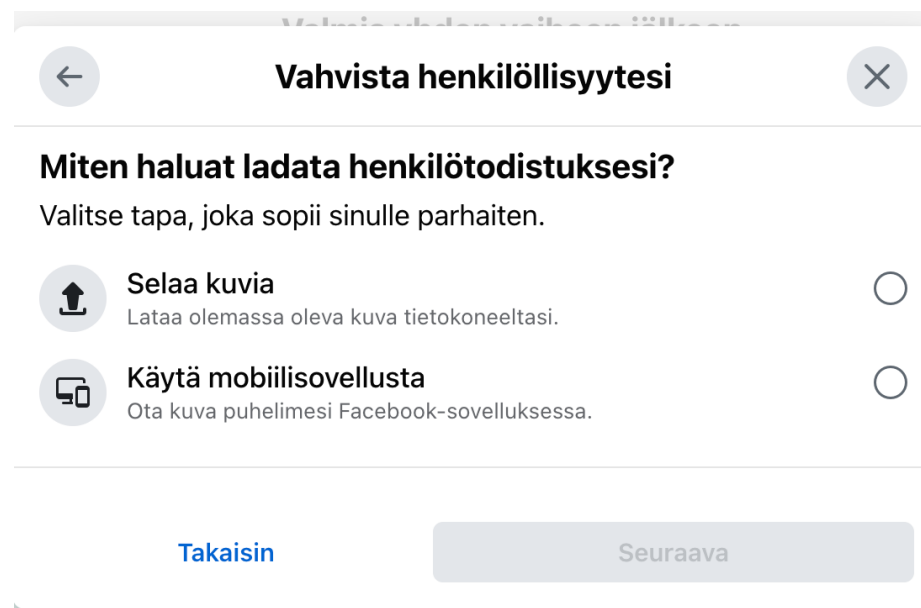 Vahvista henkilöllisyytesi
Miten haluat ladata henkilötodistuksesi?
Valitse tapa, joka sopii sinulle parhaiten.
Selaa kuvia
Lataa olemassa oleva kuva tietokoneeltasi.
Käytä mobiilisovellusta
Ota kuva puhelimesi Facebook-sovelluksessa.
Takaisin
Seuraava